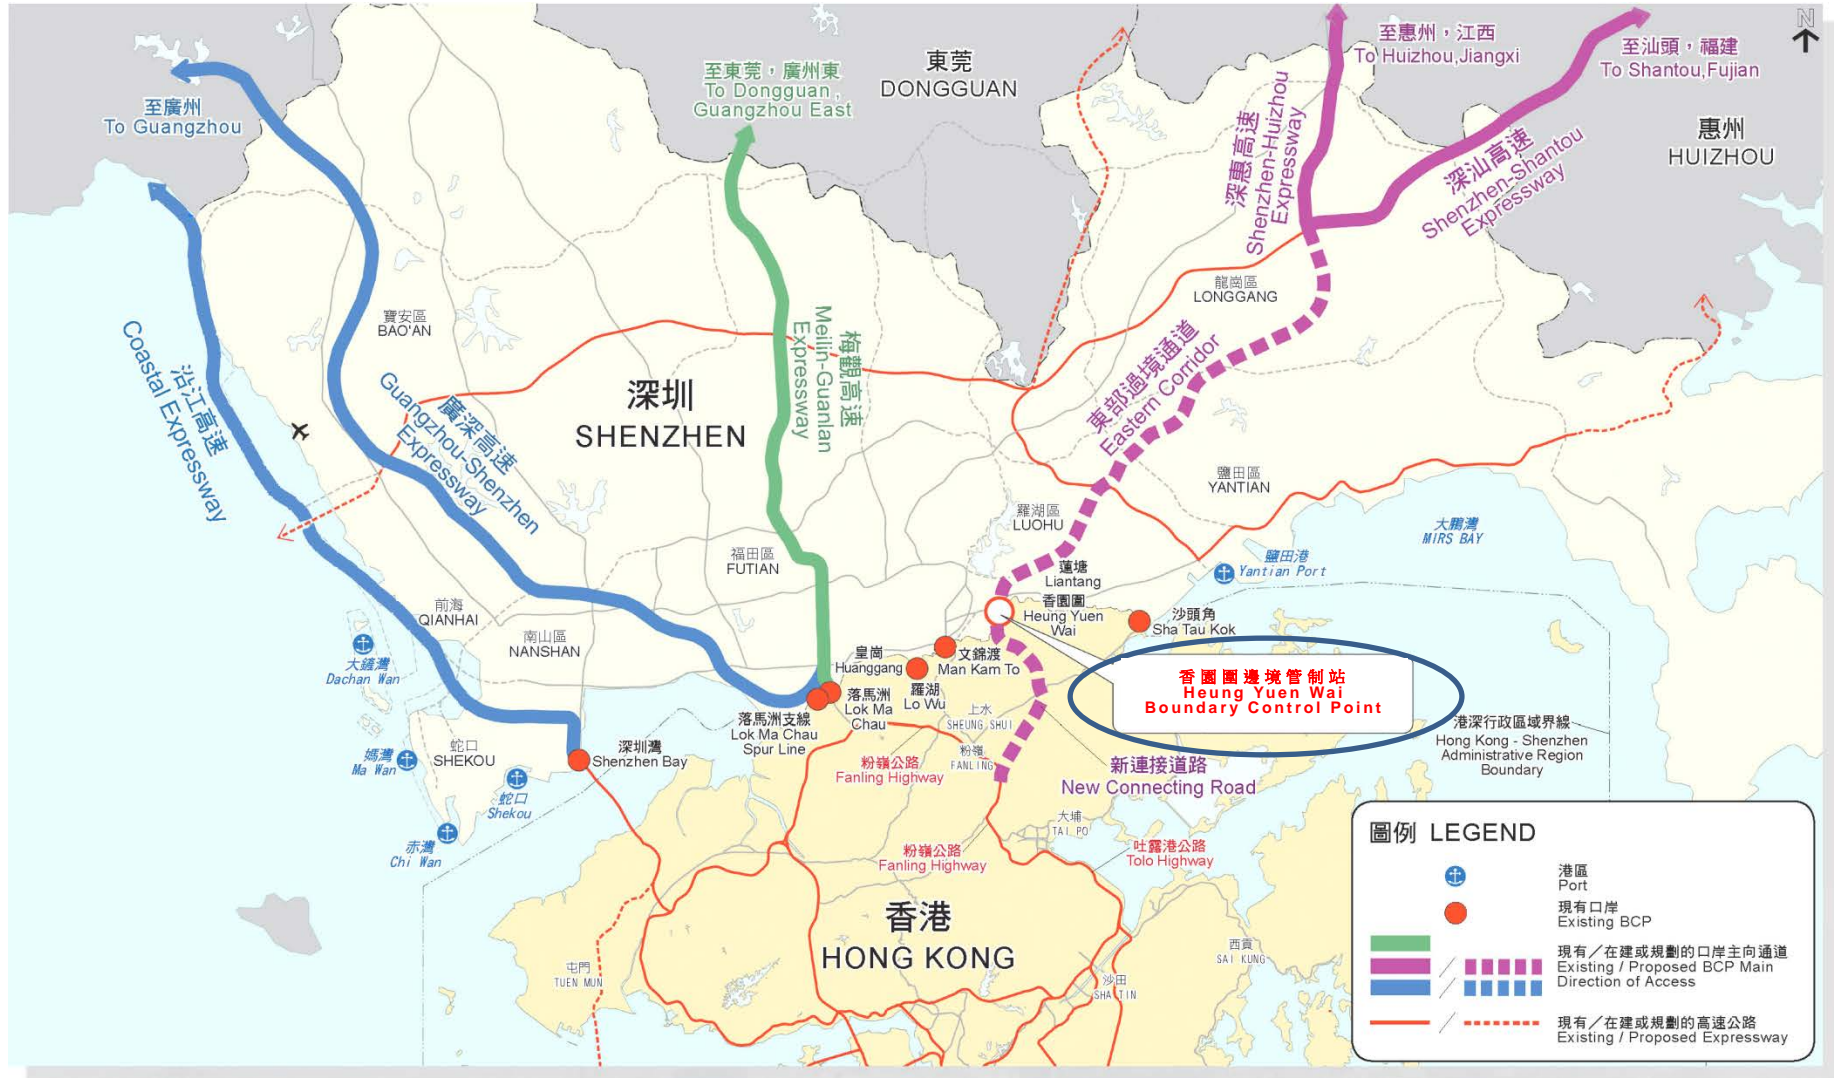 N
至廣州
To Guangzhou
至東莞，廣州東
To Dongguan ,
Guangzhou East
東莞
DONGGUAN
至惠州，江西
To Huizhou,Jiangxi
至汕頭，福建
To Shantou,Fujian
惠州
HUIZHOU
深惠高速
Shenzhen-Huizhou
Expressway
深汕高速
Shenzhen-Shantou
Expressway
龍崗區
LONGGANG
寶安區
BAO'AN
沿江高速
Coastal Expressway
廣深高速
Guangzhou-Shenzhen
Expressway
梅觀高速
Meilin-Guanlan
Expressway
深圳
SHENZHEN
東部過境通道
Eastern Corridor
鹽田區
YANTIAN
羅湖區
LUOHU
大鵬灣
MIRS BAY
福田區
FUTIAN
鹽田港
Yantian Port
蓮塘
Liantang
香園圍
Heung Yuen
Wai
沙頭角
Sha Tau Kok
前海
QIANHAI
南山區
NANSHAN
大鏟灣
Dachan Wan
皇崗
Huanggang
文錦渡
Man Kam To
羅湖
Lo Wu
落馬洲
Lok Ma
Chau
落馬洲支線
Lok Ma Chau
Spur Line
上水
SHEUNG SHUI
粉嶺
FANLING
香園圍邊境管制站
Heung Yuen Wai
Boundary Control Point
港深行政區域界線
Hong Kong - Shenzhen
Administrative Region
Boundary
蛇口
SHEKOU
深圳灣
Shenzhen Bay
媽灣
Ma Wan
蛇口
Shekou
赤灣
Chi Wan
粉嶺公路
Fanling Highway
新連接道路
New Connecting Road
大埔
TAI PO
粉嶺公路
Fanling Highway
吐露港公路
Tolo Highway
香港
HONG KONG
屯門
TUEN MUN
西貢
SAI KUNG
沙田
SHA TIN
圖例 LEGEND
港區
Port
現有口岸
Existing BCP
現有／在建或規劃的口岸主向通道
Existing / Proposed BCP Main
Direction of Access
現有／在建或規劃的高速公路
Existing / Proposed Expressway